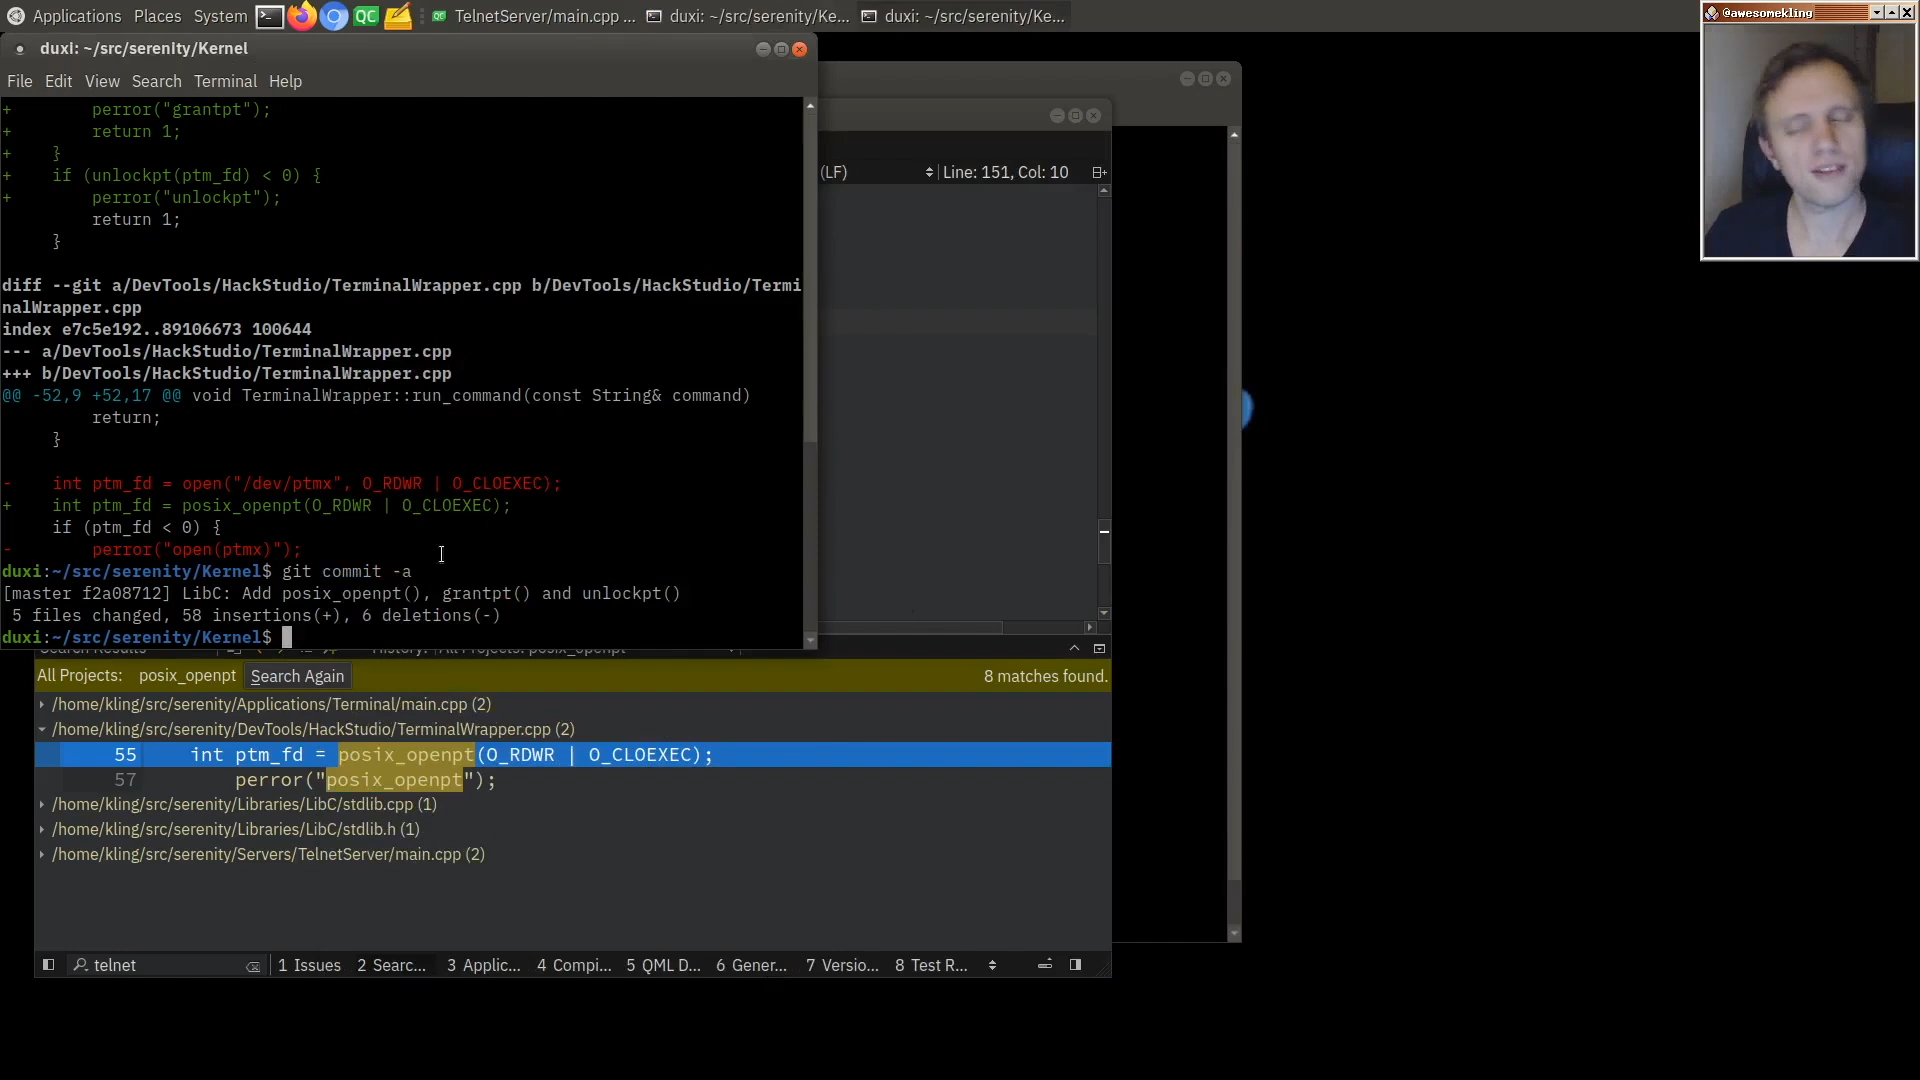 Applications Places System TelnetServer/main.cpp ... duxi: ~/src/serenity/Ke... duxi: ~/src/serenity/Ke...
@awesomekling
duxi: ~/src/serenity/Kernel
File Edit View Search Terminal Help
+ perror("grantpt");
+ return 1;
+ }
+ if (unlockpt(ptm_fd) < 0) {
+ perror("unlockpt");
return 1;
}
diff --git a/DevTools/HackStudio/TerminalWrapper.cpp b/DevTools/HackStudio/Termi
nalWrapper.cpp
index e7c5e192..89106673 100644
--- a/DevTools/HackStudio/TerminalWrapper.cpp
+++ b/DevTools/HackStudio/TerminalWrapper.cpp
@@ -52,9 +52,17 @@ void TerminalWrapper::run_command(const String& command)
return;
}
- int ptm_fd = open("/dev/ptmx", O_RDWR | O_CLOEXEC);
+ int ptm_fd = posix_openpt(O_RDWR | O_CLOEXEC);
if (ptm_fd < 0) {
- perror("open(ptmx)");
duxi:~/src/serenity/Kernel$ git commit -a
[master f2a08712] LibC: Add posix_openpt(), grantpt() and unlockpt()
5 files changed, 58 insertions(+), 6 deletions(-)
duxi:~/src/serenity/Kernel$
(LF) Line: 151, Col: 10
All Projects: posix_openpt Search Again 8 matches found.
/home/kling/src/serenity/Applications/Terminal/main.cpp (2)
/home/kling/src/serenity/DevTools/HackStudio/TerminalWrapper.cpp (2)
55 int ptm_fd = posix_openpt(O_RDWR | O_CLOEXEC);
57 perror("posix_openpt");
/home/kling/src/serenity/Libraries/LibC/stdlib.cpp (1)
/home/kling/src/serenity/Libraries/LibC/stdlib.h (1)
/home/kling/src/serenity/Servers/TelnetServer/main.cpp (2)
telnet 1 Issues 2 Searc... 3 Applic... 4 Compi... 5 QML D... 6 Gener... 7 Versio... 8 Test R...